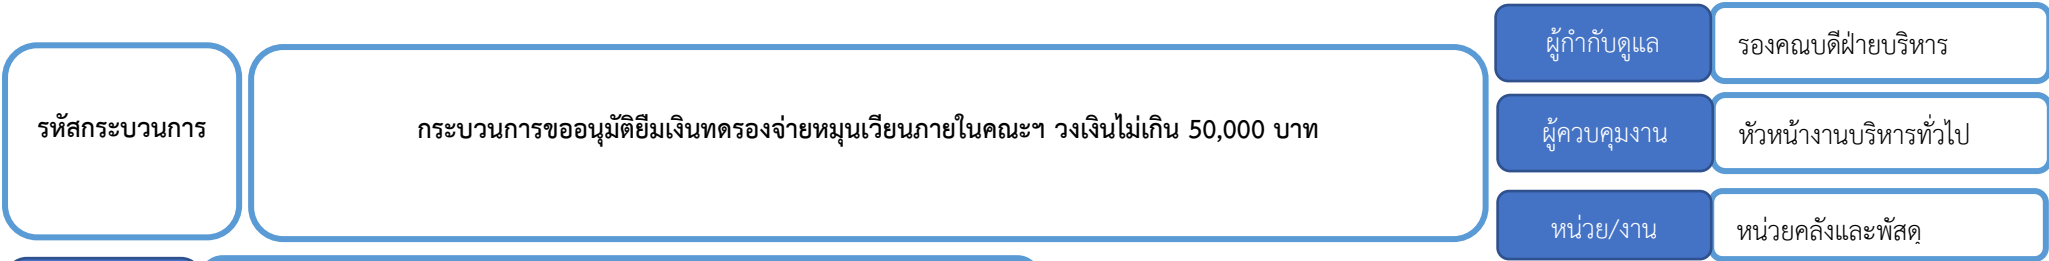 ผู้กำกับดูแล
รองคณบดีฝ่ายบริหาร
รหัสกระบวนการ
กระบวนการขออนุมัติยืมเงินทดรองจ่ายหมุนเวียนภายในคณะฯ วงเงินไม่เกิน 50,000 บาท
ผู้ควบคุมงาน
หัวหน้างานบริหารทั่วไป
หน่วย/งาน
หน่วยคลังและพัสดุ